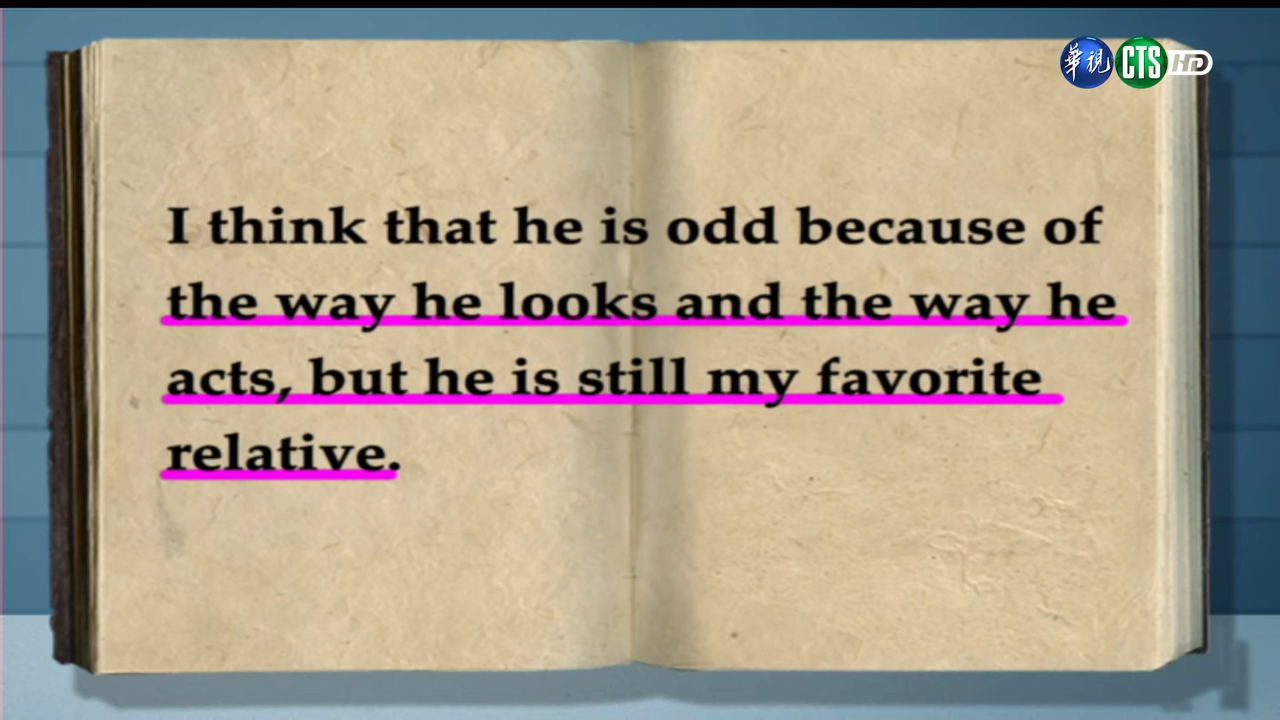 華視 CTS HD
I think that he is odd because of
the way he looks and the way he
acts, but he is still my favorite
relative.